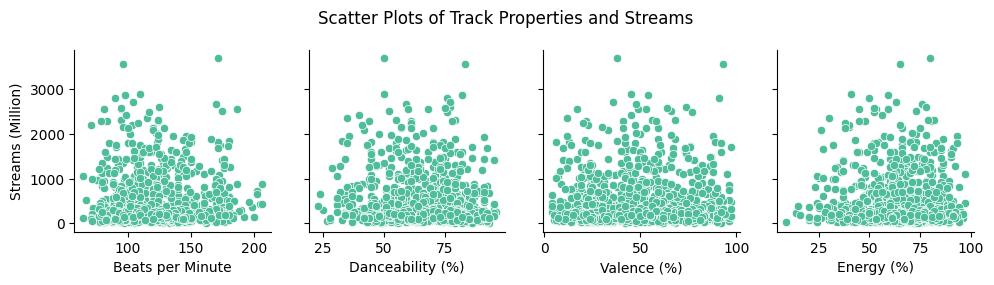 Scatter Plots of Track Properties and Streams
Streams (Million)
3000
2000
1000
0
100 150 200
Beats per Minute
25 50 75
Danceability (%)
0 50 100
Valence (%)
25 50 75 100
Energy (%)